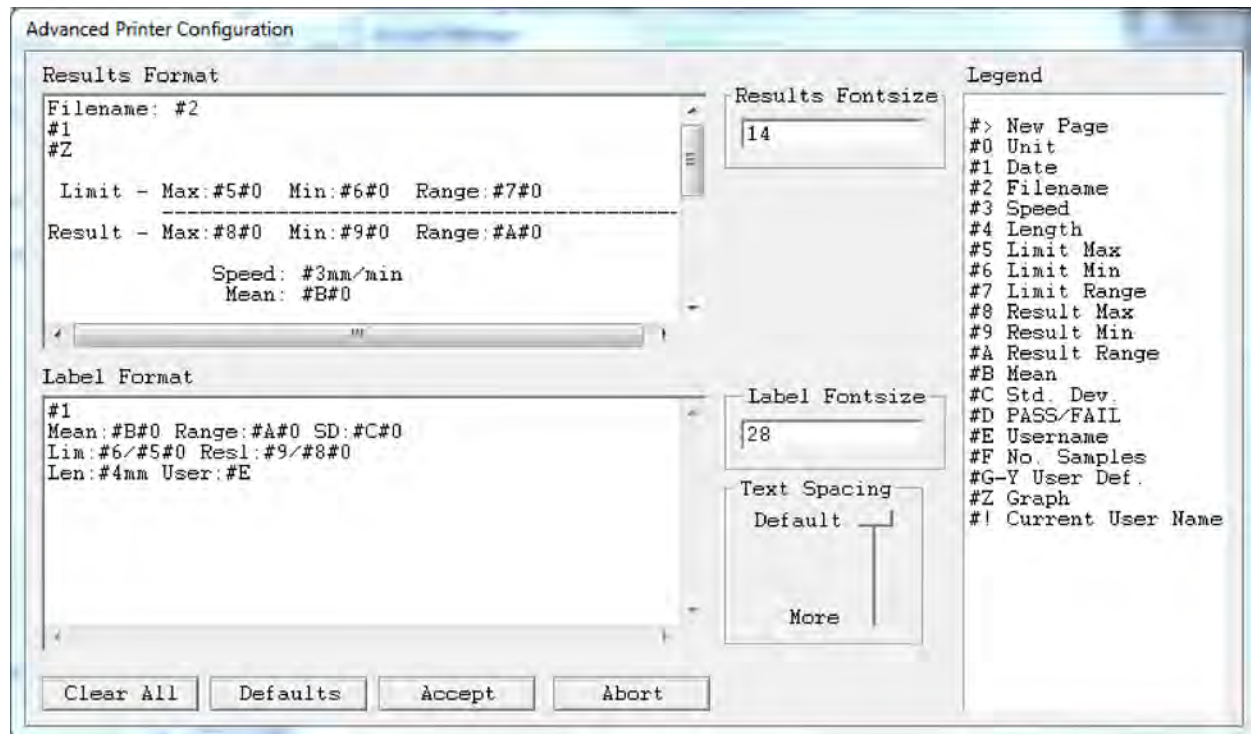 Advanced Printer Configuration
Results Format
Filename: #2
#1
#Z
Limit - Max:#5#0 Min:#6#0 Range:#7#0
----------------------------------------
Result - Max:#8#0 Min:#9#0 Range:#A#0
Speed: #3mm/min
Mean: #B#0
Results Fontsize
14
Label Format
#1
Mean:#B#0 Range:#A#0 SD:#C#0
Lim:#6/#5#0 Resl:#9/#8#0
Len:#4mm User:#E
Label Fontsize
28
Text Spacing
Default
More
Legend
#> New Page
#0 Unit
#1 Date
#2 Filename
#3 Speed
#4 Length
#5 Limit Max
#6 Limit Min
#7 Limit Range
#8 Result Max
#9 Result Min
#A Result Range
#B Mean
#C Std. Dev.
#D PASS/FAIL
#E Username
#F No. Samples
#G-Y User Def.
#Z Graph
#! Current User Name
Clear All Defaults Accept Abort